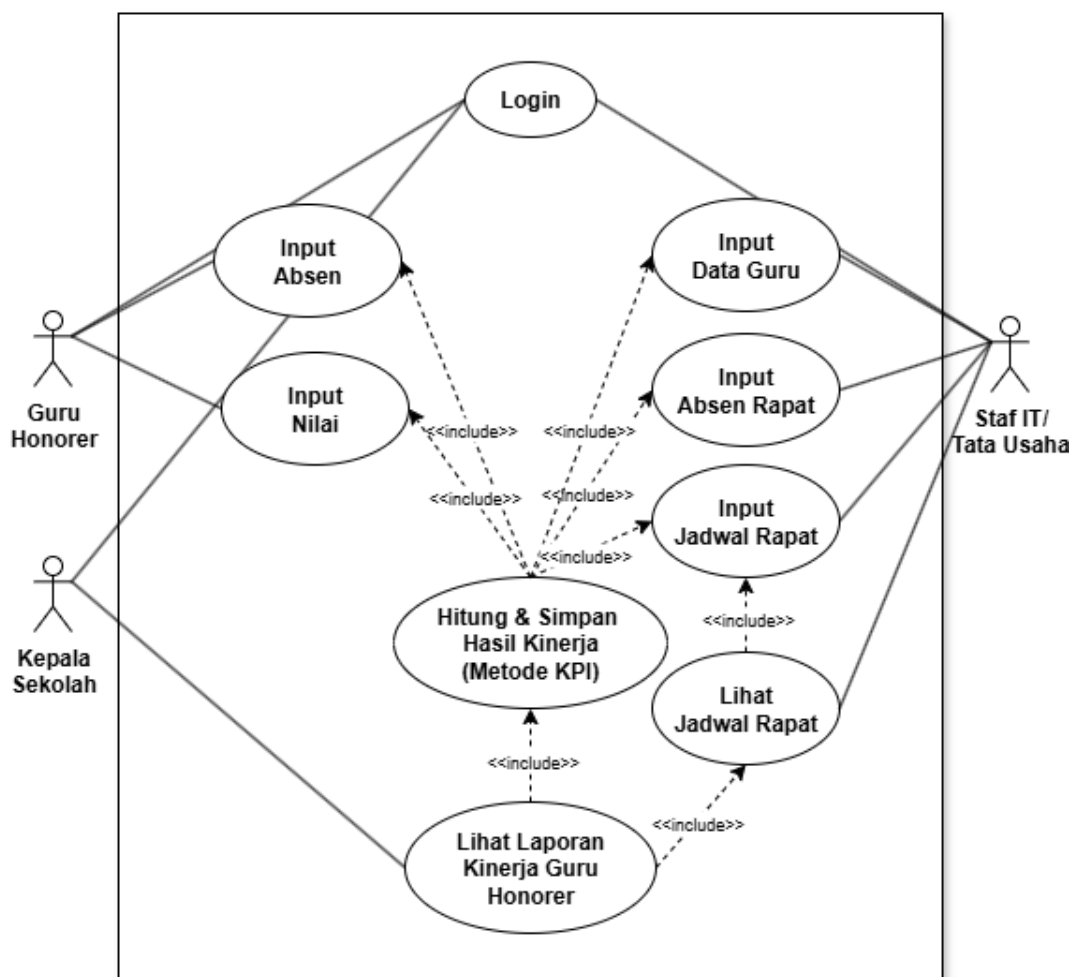 Login
Input
Absen
Input
Data Guru
Guru
Honorer
Input
Nilai
Input
Absen Rapat
Staf IT/
Tata Usaha
<<include>>
<<include>>
<<include>>
<<include>>
Input
Jadwal Rapat
<<include>>
Kepala
Sekolah
Hitung & Simpan
Hasil Kinerja
(Metode KPI)
<<include>>
Lihat
Jadwal Rapat
<<include>>
Lihat Laporan
Kinerja Guru
Honorer
<<include>>